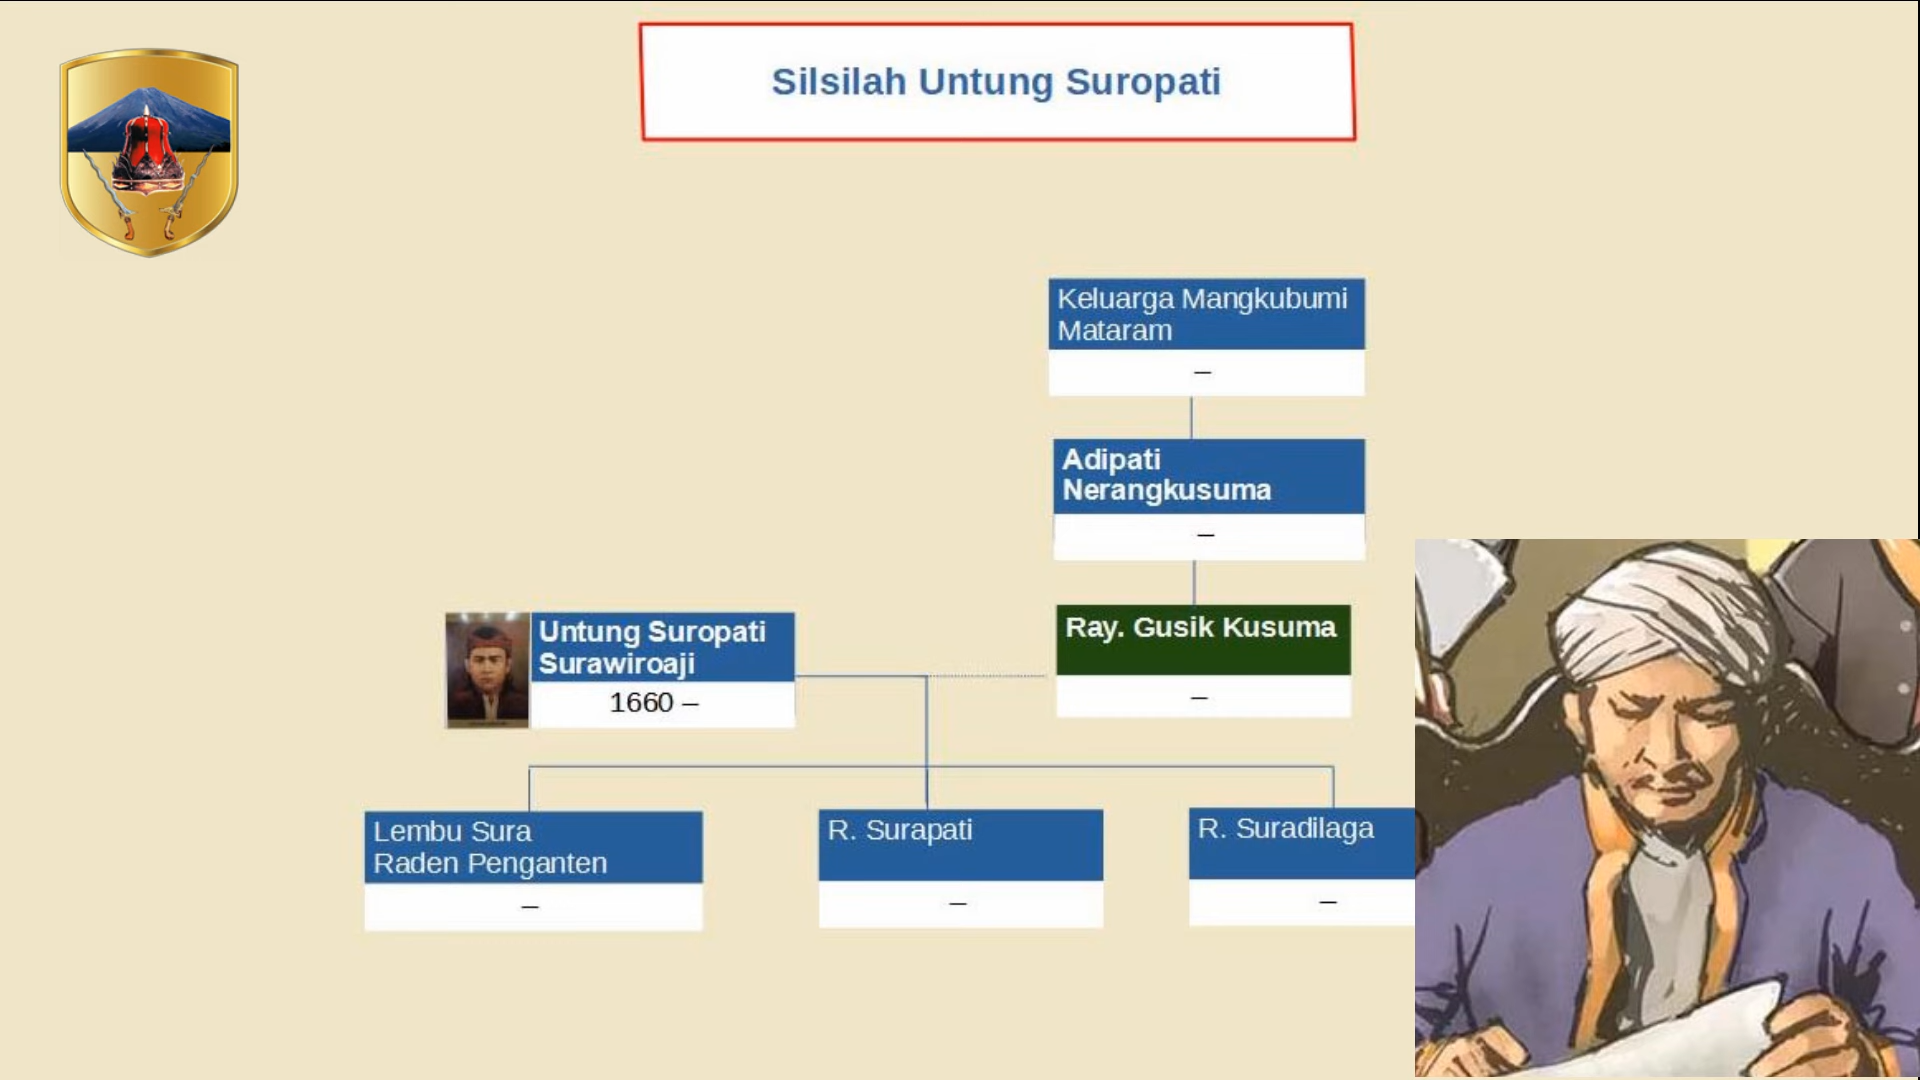 Silsilah Untung Suropati
Keluarga Mangkubumi
Mataram
–
Adipati
Nerangkusuma
–
Untung Suropati
Surawiroaji
1660 –
Ray. Gusik Kusuma
–
Lembu Sura
Raden Penganten
–
R. Surapati
–
R. Suradilaga
–